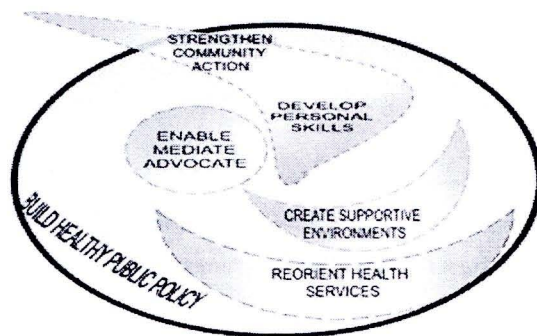 STRENGTHEN
COMMUNITY
ACTION
DEVELOP
PERSONAL
SKILLS
ENABLE
MEDIATE
ADVOCATE
CREATE SUPPORTIVE
ENVIRONMENTS
REORIENT HEALTH
SERVICES
BUILD HEALTHY PUBLIC POLICY